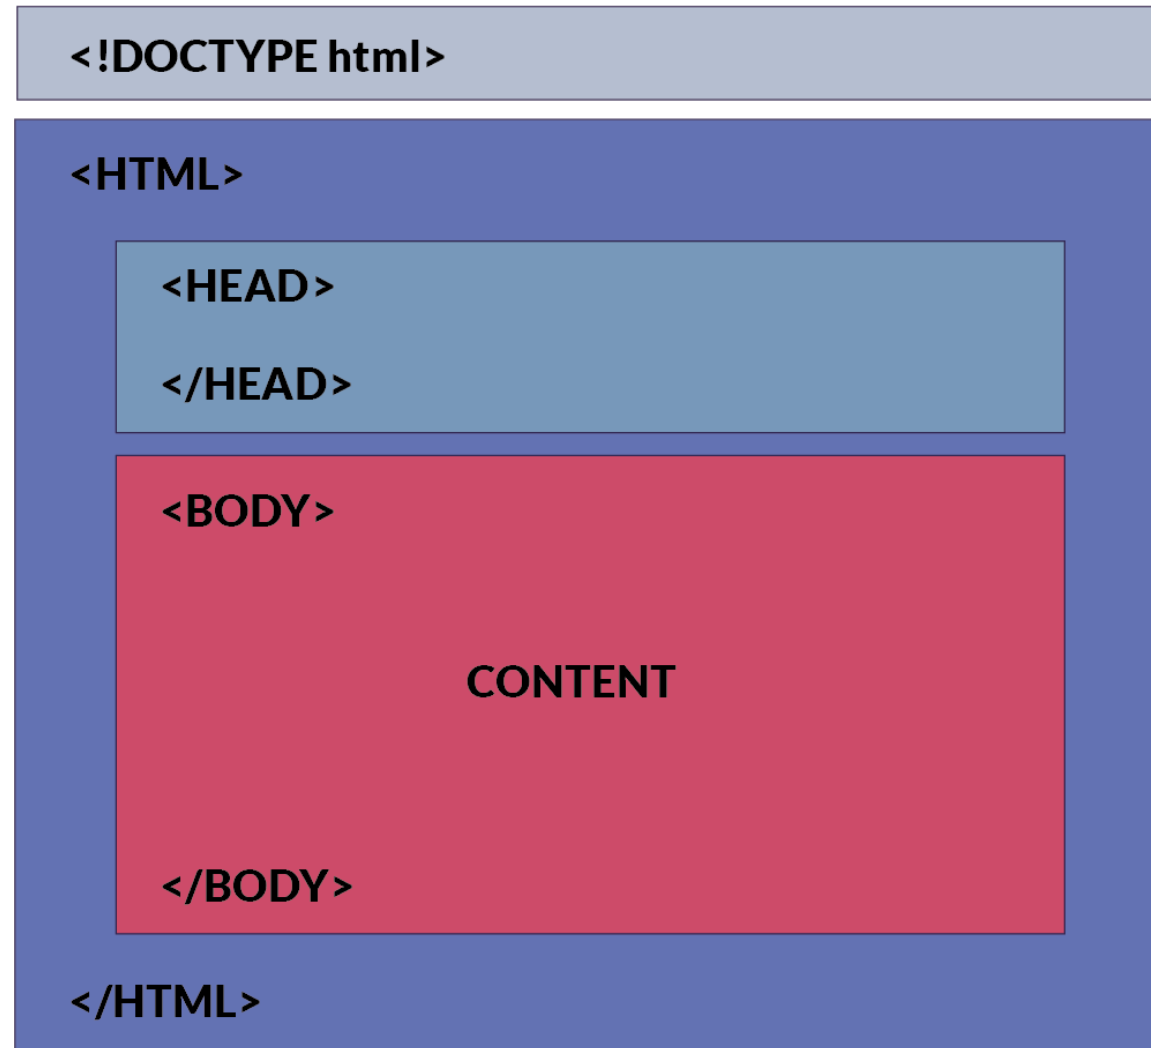 <!DOCTYPE html>
<HTML>
<HEAD>
</HEAD>
<BODY>
CONTENT
</BODY>
</HTML>